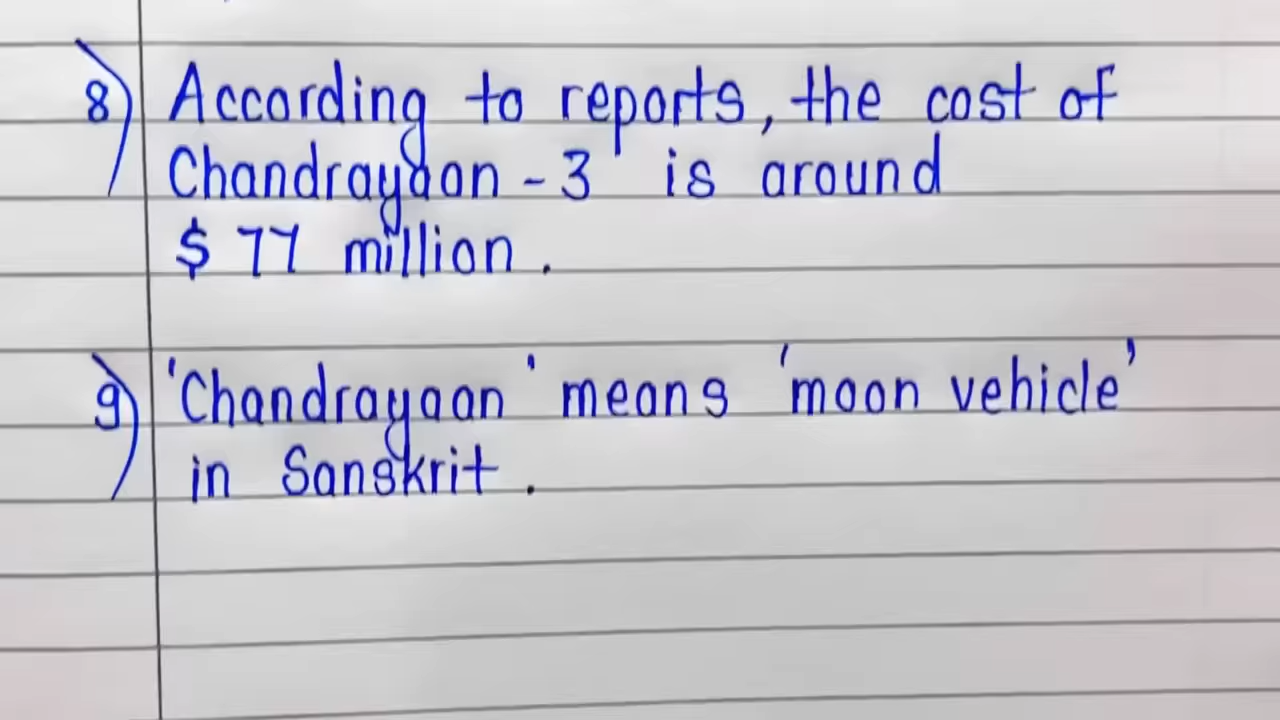 8) According to reports, the cost of
Chandrayaan - 3 is around
$ 77 million.
9) 'Chandrayaan' means 'moon vehicle'
in Sanskrit.